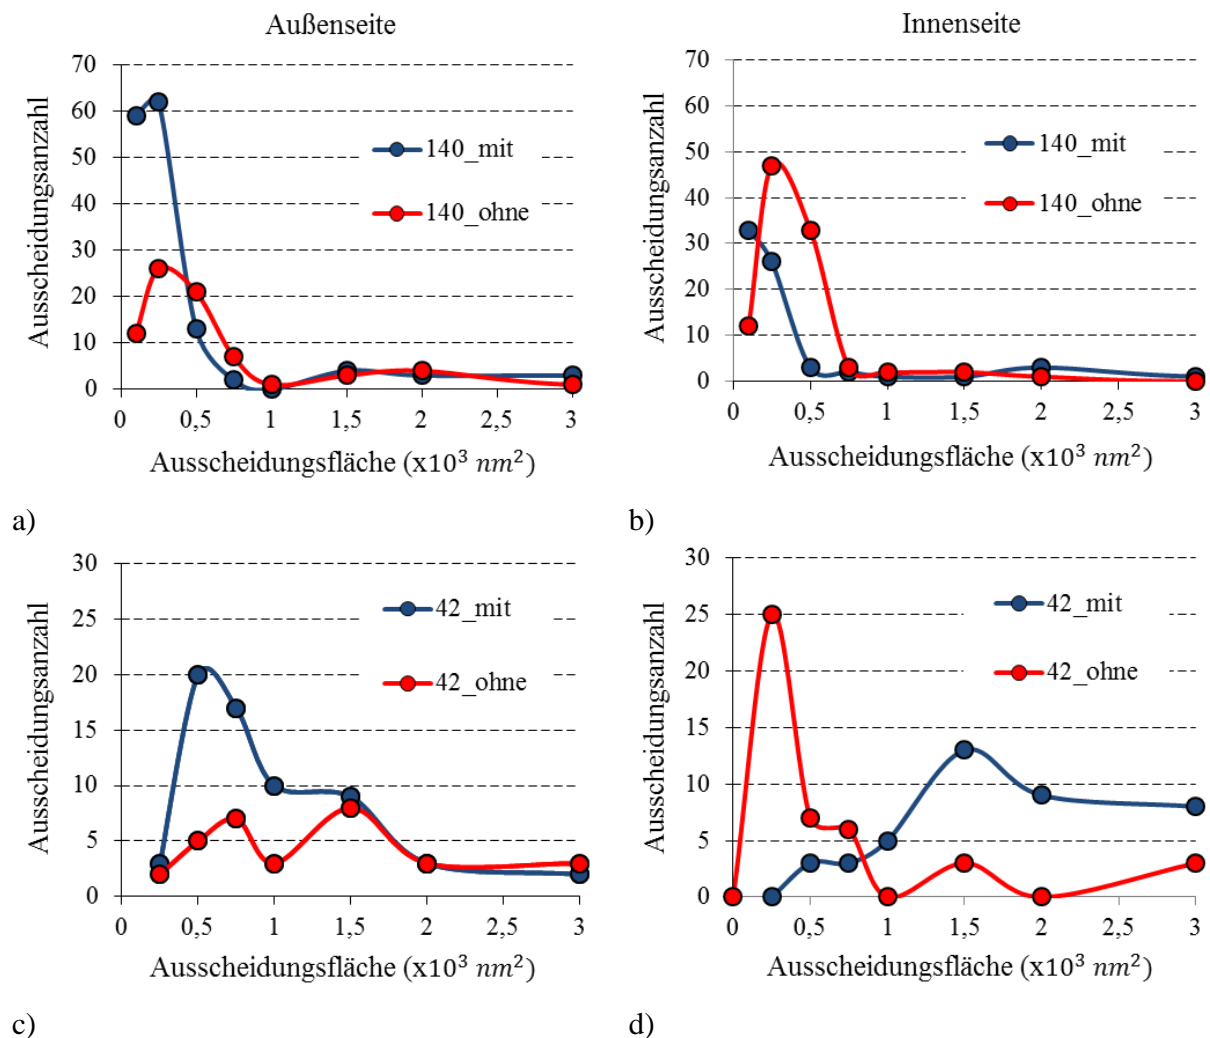 Außenseite
Innenseite
70
60
50
40
30
20
10
0
Ausscheidungsanzahl
140_mit
140_ohne
0 0,5 1 1,5 2 2,5 3
Ausscheidungsfläche (x10³ nm²)
a)
70
60
50
40
30
20
10
0
Ausscheidungsanzahl
140_mit
140_ohne
0 0,5 1 1,5 2 2,5 3
Ausscheidungsfläche (x10³ nm²)
b)
30
25
20
15
10
5
0
Ausscheidungsanzahl
42_mit
42_ohne
0 0,5 1 1,5 2 2,5 3
Ausscheidungsfläche (x10³ nm²)
c)
30
25
20
15
10
5
0
Ausscheidungsanzahl
42_mit
42_ohne
0 0,5 1 1,5 2 2,5 3
Ausscheidungsfläche (x10³ nm²)
d)